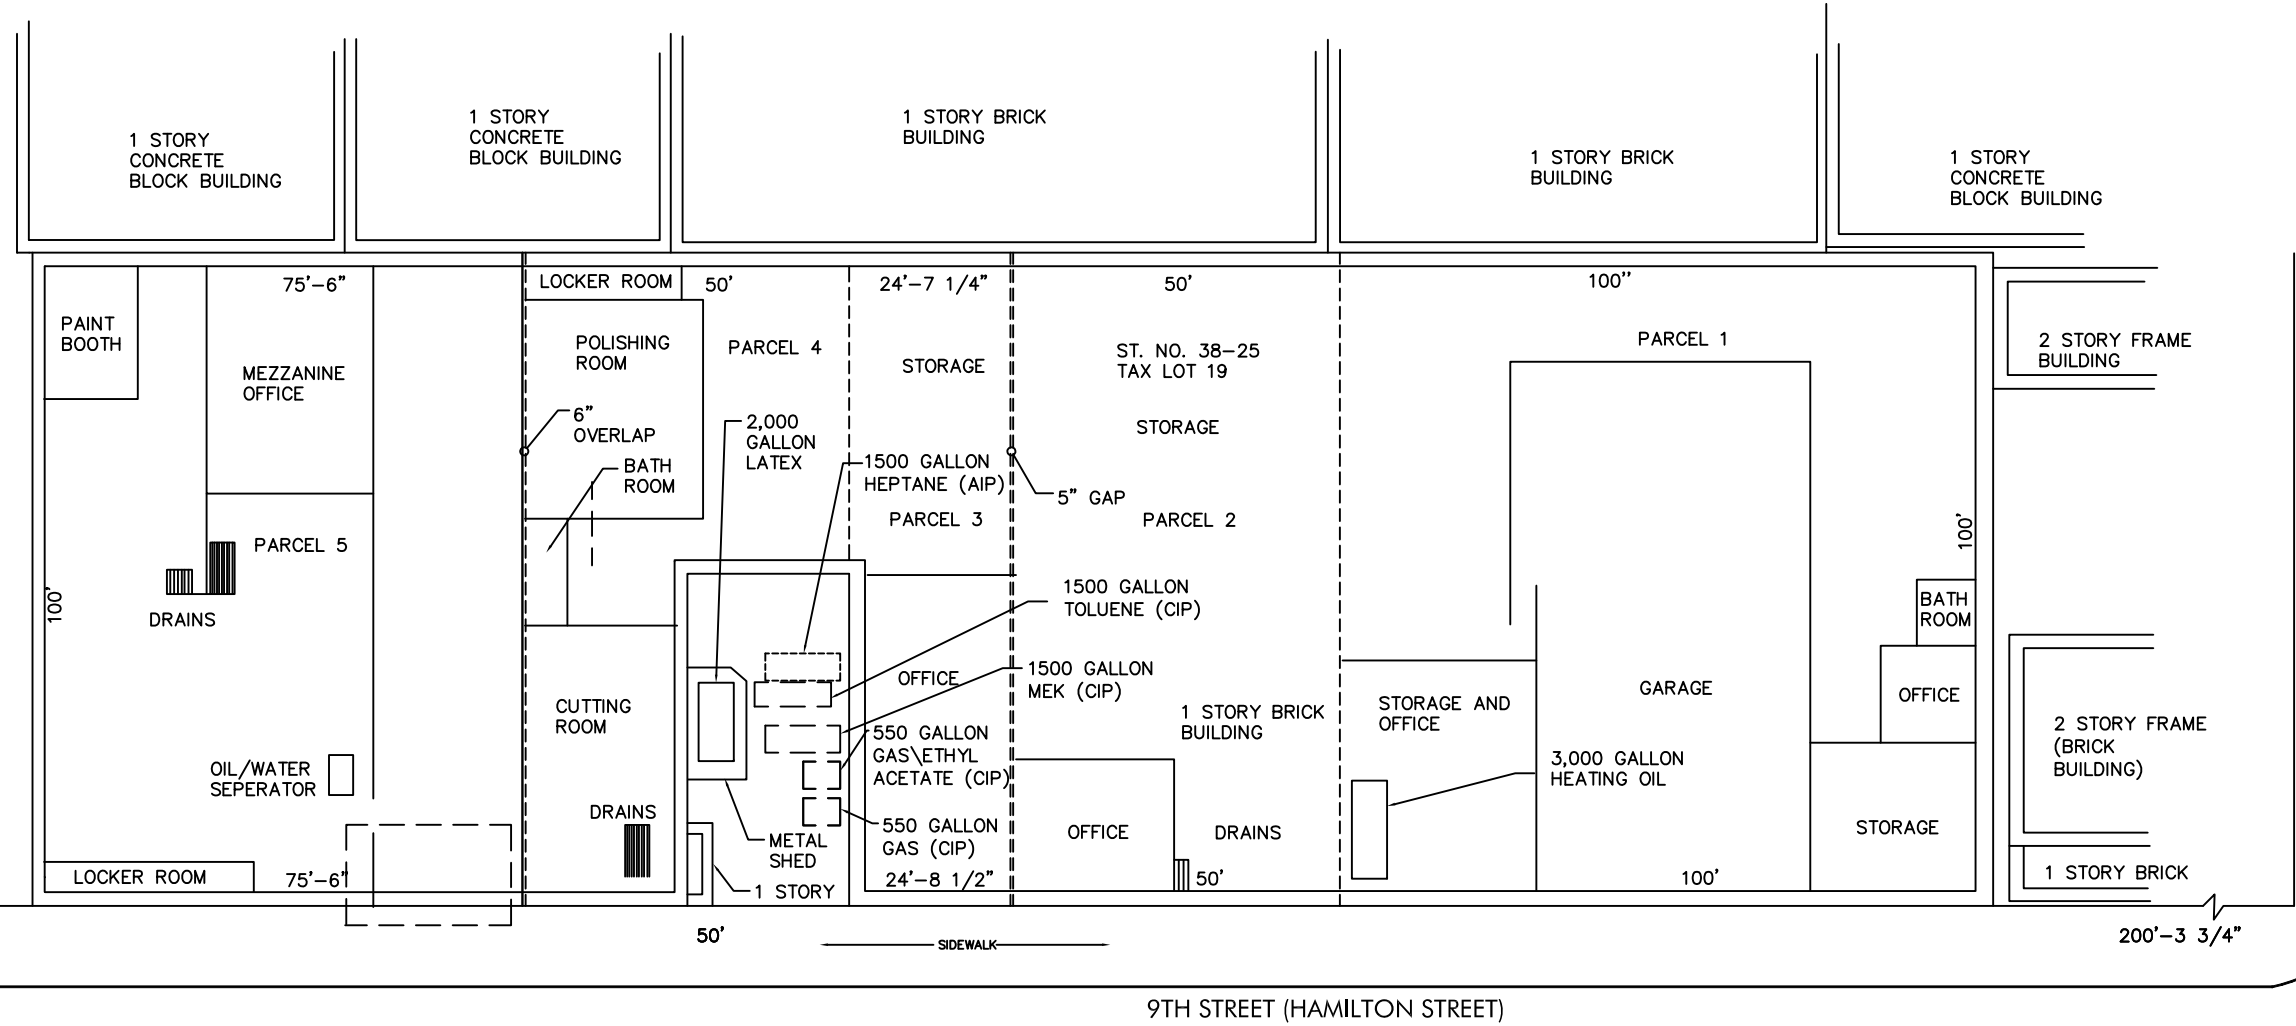 1 STORY
CONCRETE
BLOCK BUILDING
1 STORY
CONCRETE
BLOCK BUILDING
1 STORY BRICK
BUILDING
1 STORY BRICK
BUILDING
1 STORY
CONCRETE
BLOCK BUILDING
75'-6"
LOCKER ROOM
50'
24'-7 1/4"
50'
100''
PAINT
BOOTH
MEZZANINE
OFFICE
POLISHING
ROOM
PARCEL 4
STORAGE
ST. NO. 38-25
TAX LOT 19
PARCEL 1
2 STORY FRAME
BUILDING
6"
OVERLAP
2,000
GALLON
LATEX
STORAGE
BATH
ROOM
1500 GALLON
HEPTANE (AIP)
5" GAP
PARCEL 3
PARCEL 2
PARCEL 5
100'
100'
DRAINS
1500 GALLON
TOLUENE (CIP)
BATH
ROOM
OFFICE
1500 GALLON
MEK (CIP)
CUTTING
ROOM
STORAGE AND
OFFICE
GARAGE
OFFICE
1 STORY BRICK
BUILDING
2 STORY FRAME
(BRICK
BUILDING)
550 GALLON
GAS\ETHYL
ACETATE (CIP)
OIL/WATER
SEPERATOR
3,000 GALLON
HEATING OIL
DRAINS
550 GALLON
GAS (CIP)
METAL
SHED
OFFICE
DRAINS
STORAGE
LOCKER ROOM
75'-6"
1 STORY
24'-8 1/2"
50'
100'
1 STORY BRICK
50'
SIDEWALK
200'-3 3/4"
9TH STREET (HAMILTON STREET)